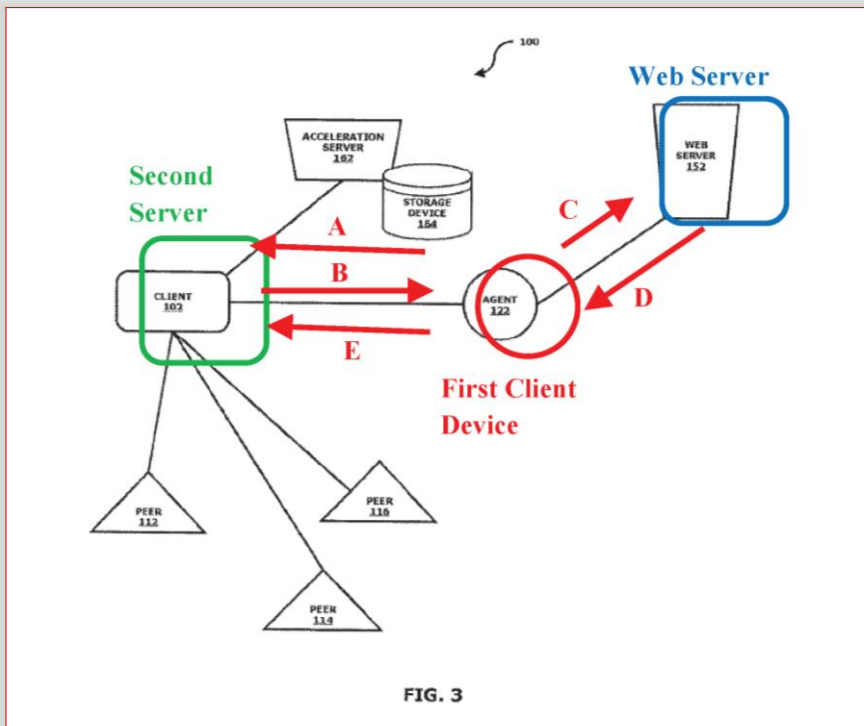 100
Web Server
ACCELERATION
SERVER
162
WEB
SERVER
152
Second
Server
STORAGE
DEVICE
164
C
A
B
CLIENT
102
AGENT
122
D
E
First Client
Device
PEER
112
PEER
116
PEER
114
FIG. 3